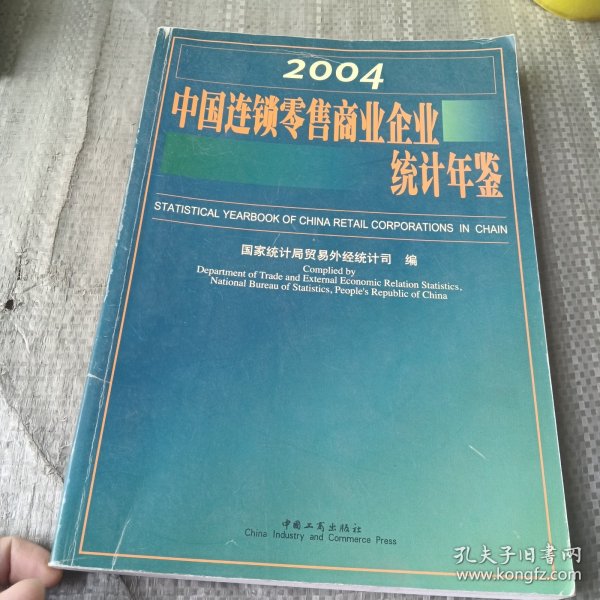 2004
中国连锁零售商业企业
统计年鉴
STATISTICAL YEARBOOK OF CHINA RETAIL CORPORATIONS IN CHAIN
国家统计局贸易外经统计司 编
Complied by
Department of Trade and External Economic Relation Statistics,
National Bureau of Statistics, People's Republic of China
中国工商出版社
China Industry and Commerce Press
孔夫子旧书网
www.kongfz.com